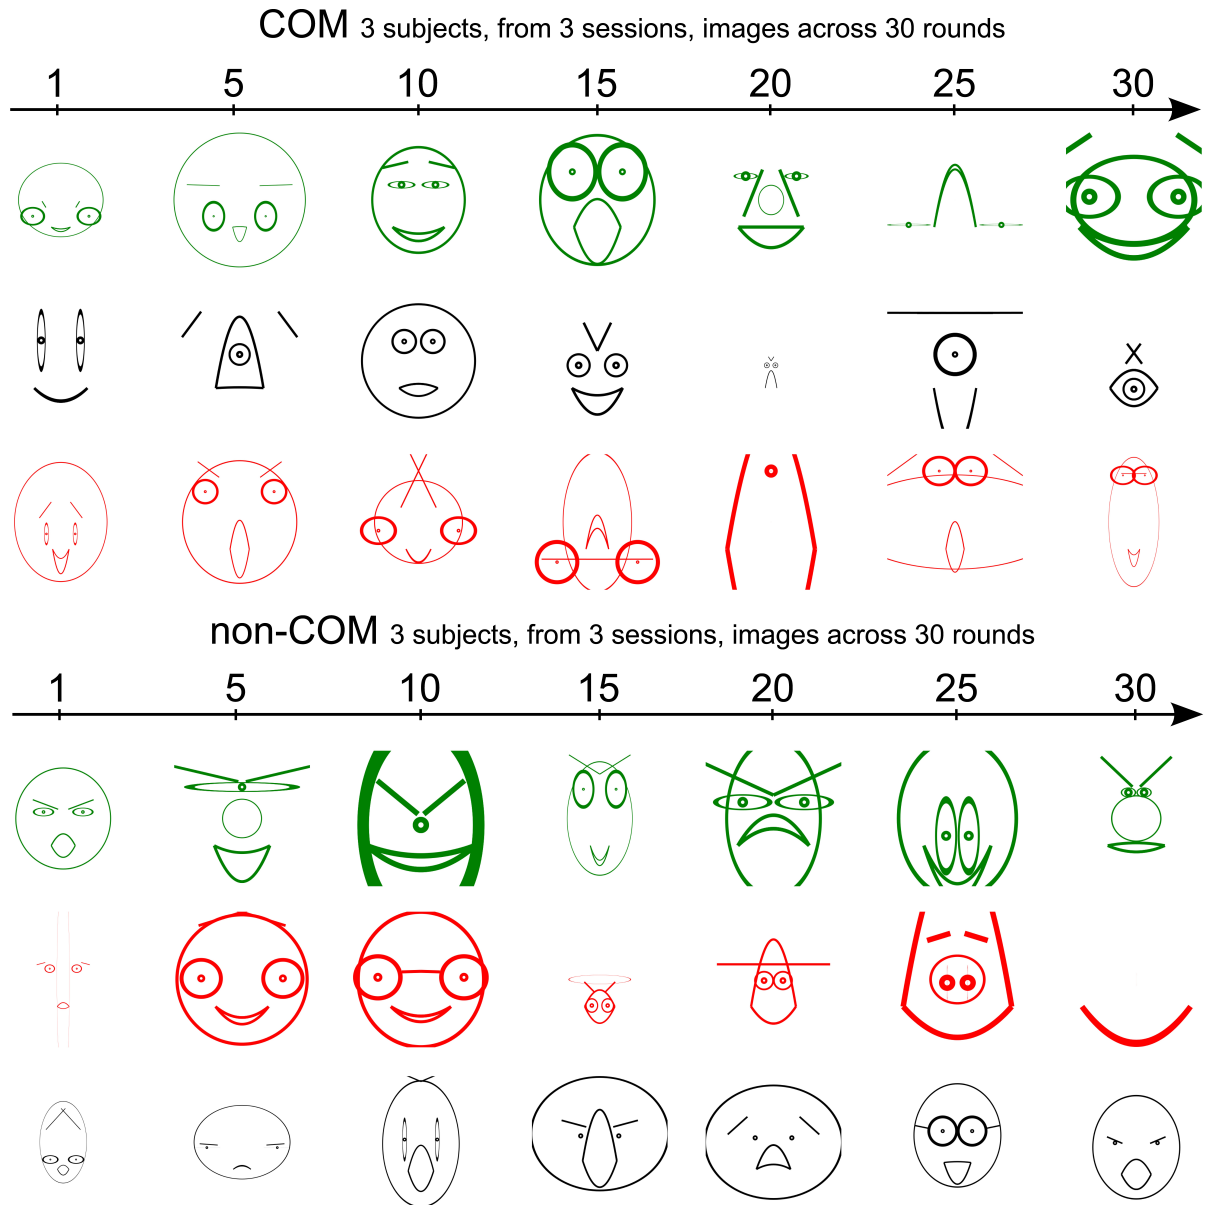 COM 3 subjects, from 3 sessions, images across 30 rounds
1 5 10 15 20 25 30
non-COM 3 subjects, from 3 sessions, images across 30 rounds
1 5 10 15 20 25 30